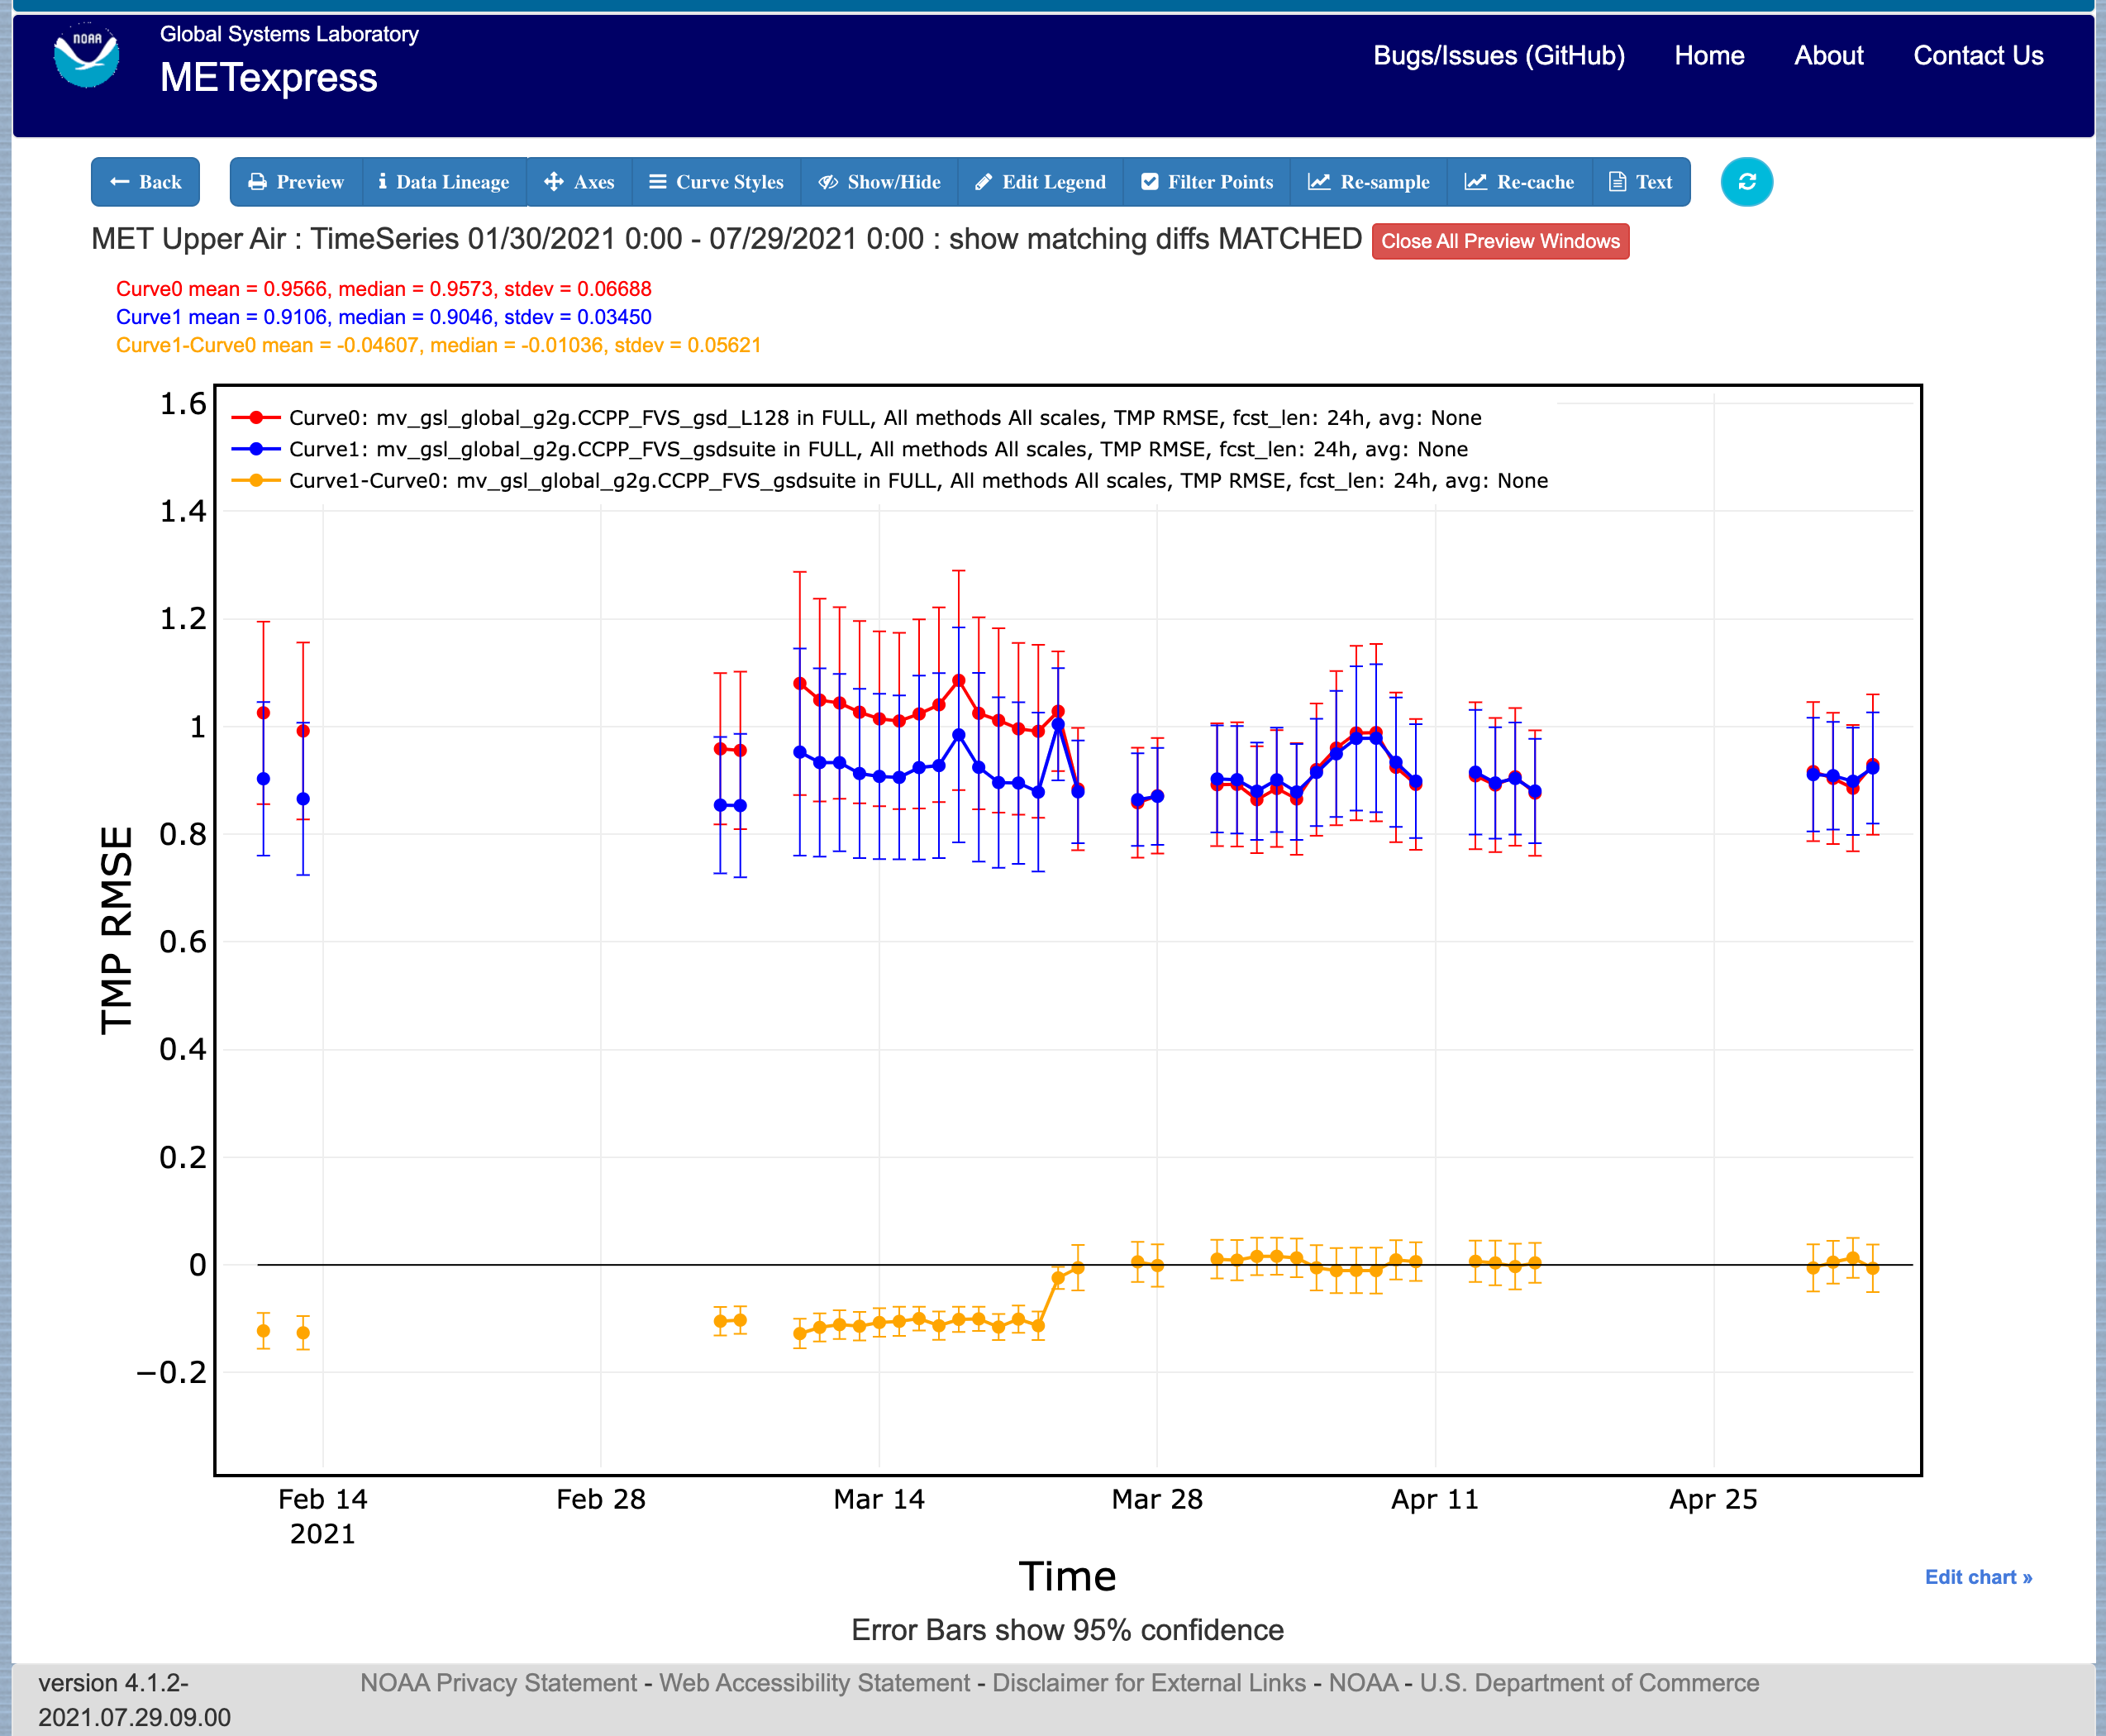 NOAA
Global Systems Laboratory
METexpress
Bugs/Issues (GitHub) Home About Contact Us
Back Preview Data Lineage Axes Curve Styles Show/Hide Edit Legend Filter Points Re-sample Re-cache Text
MET Upper Air : TimeSeries 01/30/2021 0:00 - 07/29/2021 0:00 : show matching diffs MATCHED Close All Preview Windows
Curve0 mean = 0.9566, median = 0.9573, stdev = 0.06688
Curve1 mean = 0.9106, median = 0.9046, stdev = 0.03450
Curve1-Curve0 mean = -0.04607, median = -0.01036, stdev = 0.05621
Curve0: mv_gsl_global_g2g.CCPP_FVS_gsd_L128 in FULL, All methods All scales, TMP RMSE, fcst_len: 24h, avg: None
Curve1: mv_gsl_global_g2g.CCPP_FVS_gsdsuite in FULL, All methods All scales, TMP RMSE, fcst_len: 24h, avg: None
Curve1-Curve0: mv_gsl_global_g2g.CCPP_FVS_gsdsuite in FULL, All methods All scales, TMP RMSE, fcst_len: 24h, avg: None
TMP RMSE
1.6
1.4
1.2
1
0.8
0.6
0.4
0.2
0
−0.2
Feb 14 Feb 28 Mar 14 Mar 28 Apr 11 Apr 25
2021
Time
Edit chart »
Error Bars show 95% confidence
version 4.1.2-
2021.07.29.09.00
NOAA Privacy Statement - Web Accessibility Statement - Disclaimer for External Links - NOAA - U.S. Department of Commerce